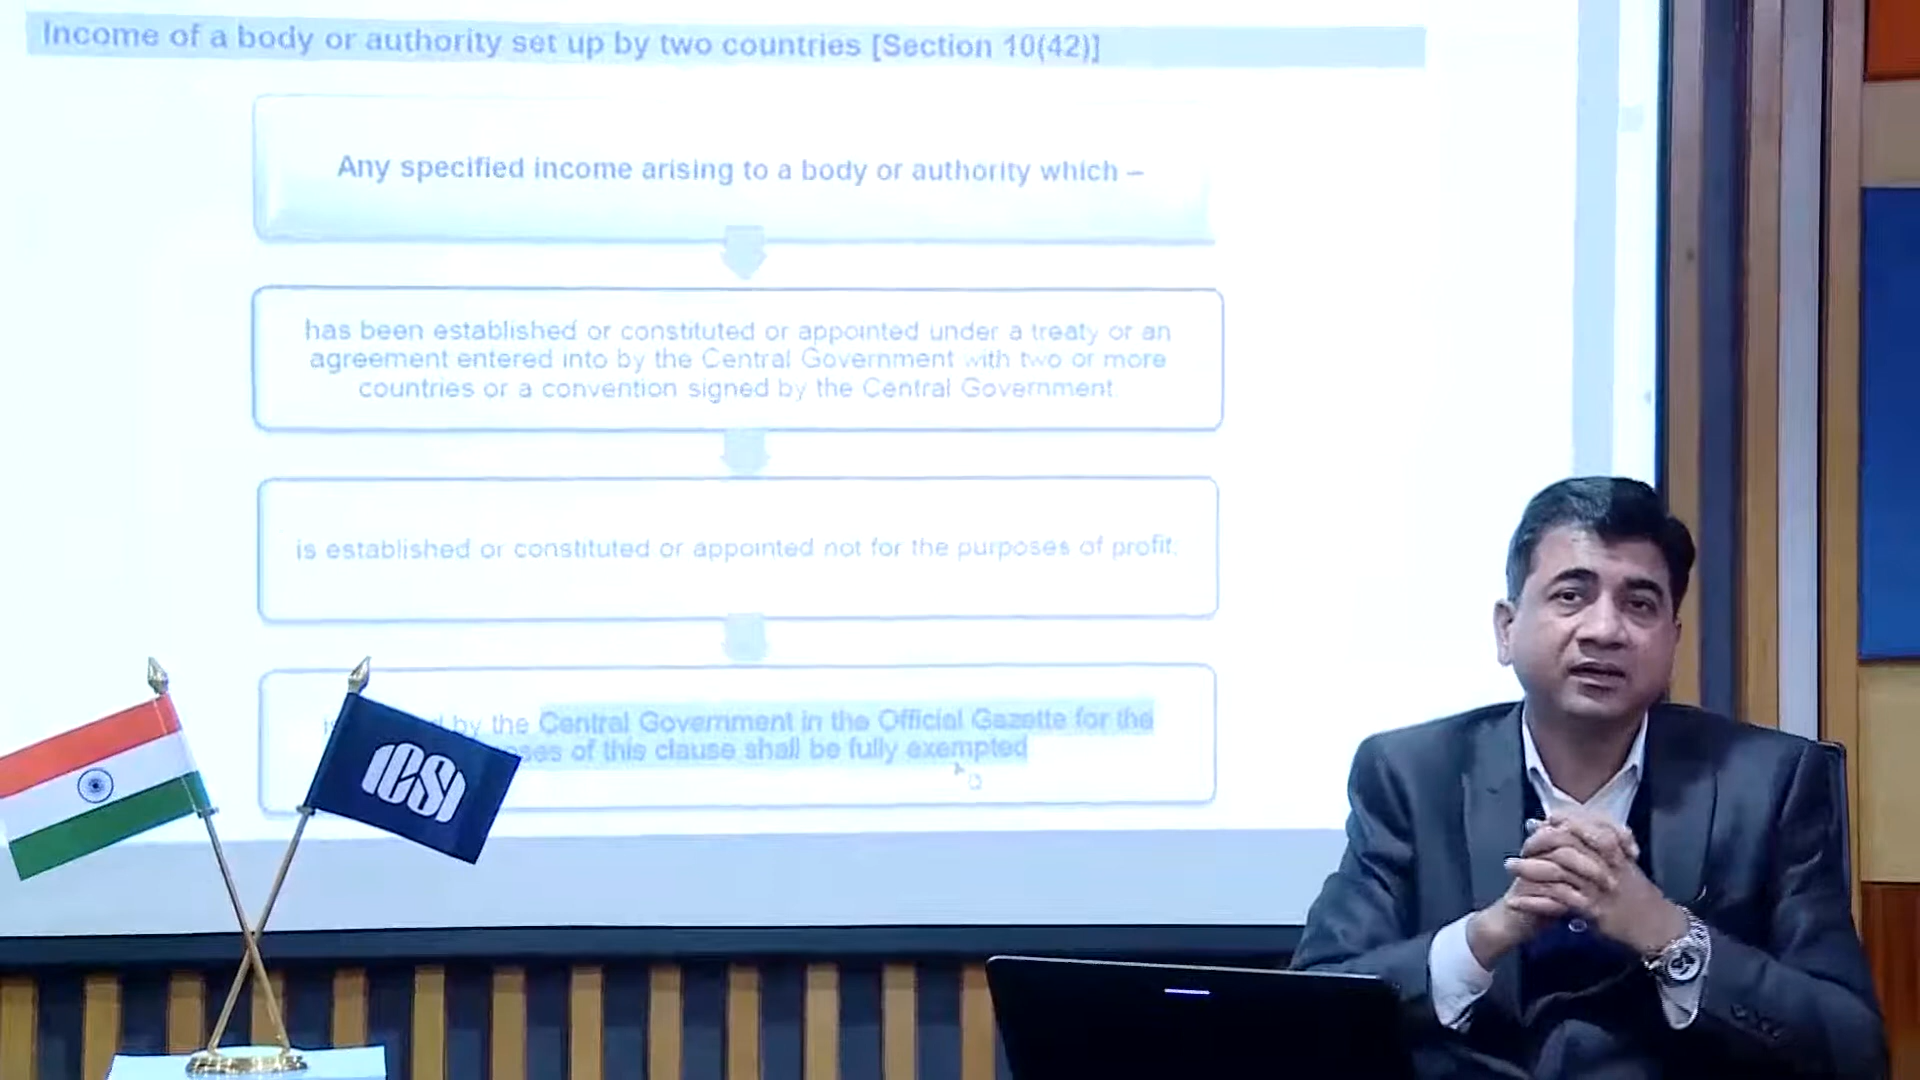 Income of a body or authority set up by two countries [Section 10(42)]
Any specified income arising to a body or authority which –
has been established or constituted or appointed under a treaty or an
agreement entered into by the Central Government with two or more
countries or a convention signed by the Central Government.
is established or constituted or appointed not for the purposes of profit.
by the Central Government in the Official Gazette for the
of this clause shall be fully exempted
ICSI